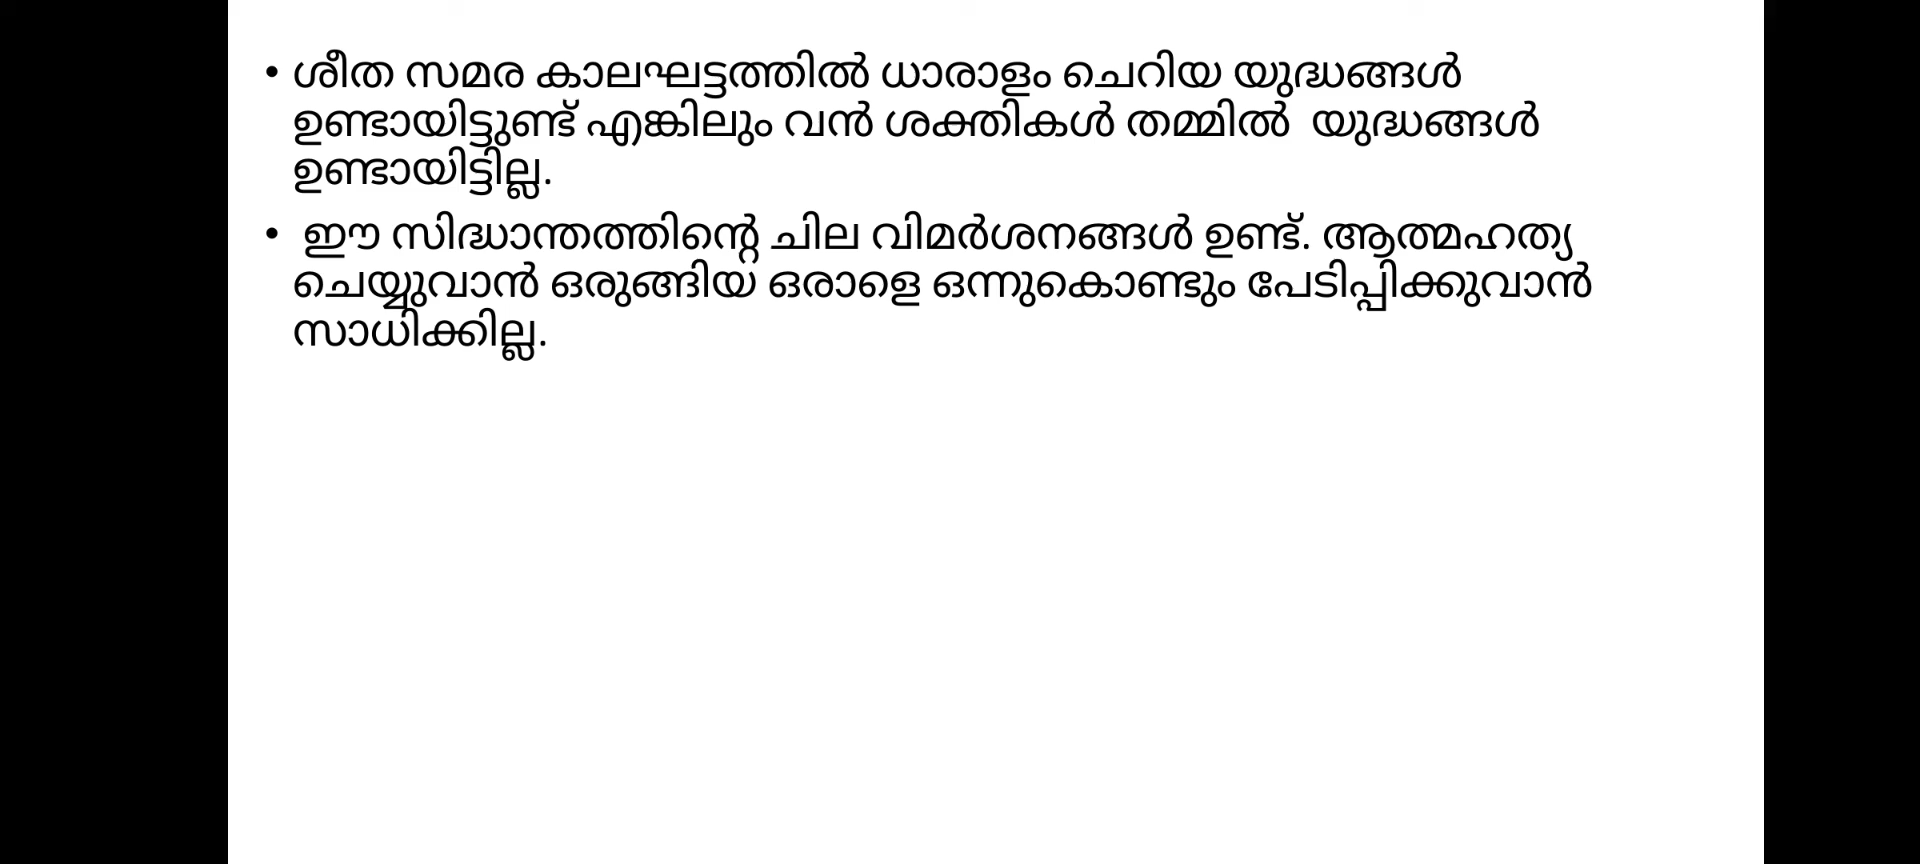 • ശീത സമര കാലഘട്ടത്തിൽ ധാരാളം ചെറിയ യുദ്ധങ്ങൾ
ഉണ്ടായിട്ടുണ്ട് എങ്കിലും വൻ ശക്തികൾ തമ്മിൽ യുദ്ധങ്ങൾ
ഉണ്ടായിട്ടില്ല.
• ഈ സിദ്ധാന്തത്തിന്റെ ചില വിമർശനങ്ങൾ ഉണ്ട്. ആത്മഹത്യ
ചെയ്യുവാൻ ഒരുങ്ങിയ ഒരാളെ ഒന്നുകൊണ്ടും പേടിപ്പിക്കുവാൻ
സാധിക്കില്ല.